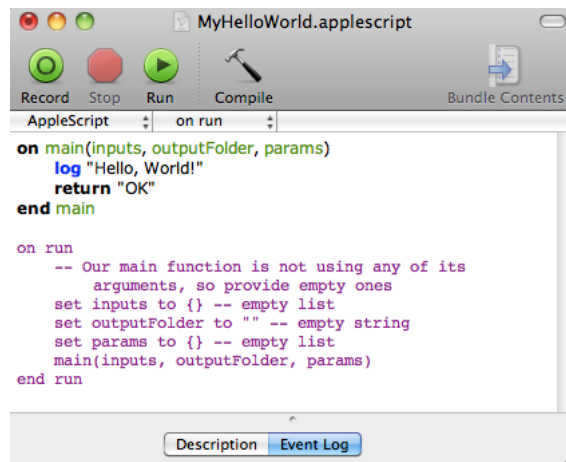 MyHelloWorld.applescript
Record Stop Run Compile Bundle Contents
AppleScript on run
on main(inputs, outputFolder, params)
log "Hello, World!"
return "OK"
end main
on run
-- Our main function is not using any of its
arguments, so provide empty ones
set inputs to {} -- empty list
set outputFolder to "" -- empty string
set params to {} -- empty list
main(inputs, outputFolder, params)
end run
Description Event Log